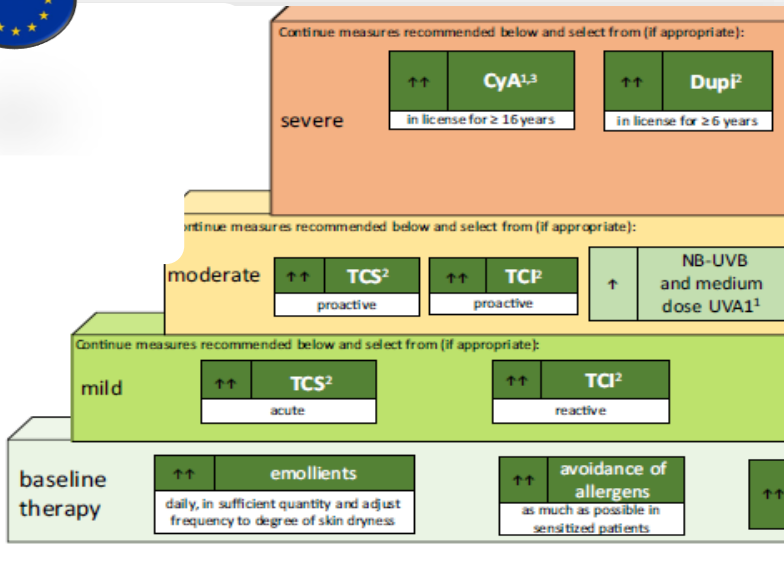 Continue measures recommended below and select from (if appropriate):
↑↑ CyA¹,³
↑↑ Dupi²
in license for ≥ 16 years
in license for ≥ 6 years
severe
ontinue measures recommended below and select from (if appropriate):
moderate
↑↑ TCS²
proactive
↑↑ TCI²
proactive
↑ NB-UVB
and medium
dose UVA1¹
Continue measures recommended below and select from (if appropriate):
mild
↑↑ TCS²
acute
↑↑ TCI²
reactive
baseline
therapy
↑↑ emollients
daily, in sufficient quantity and adjust
frequency to degree of skin dryness
↑↑ avoidance of
allergens
as much as possible in
sensitized patients
↑↑